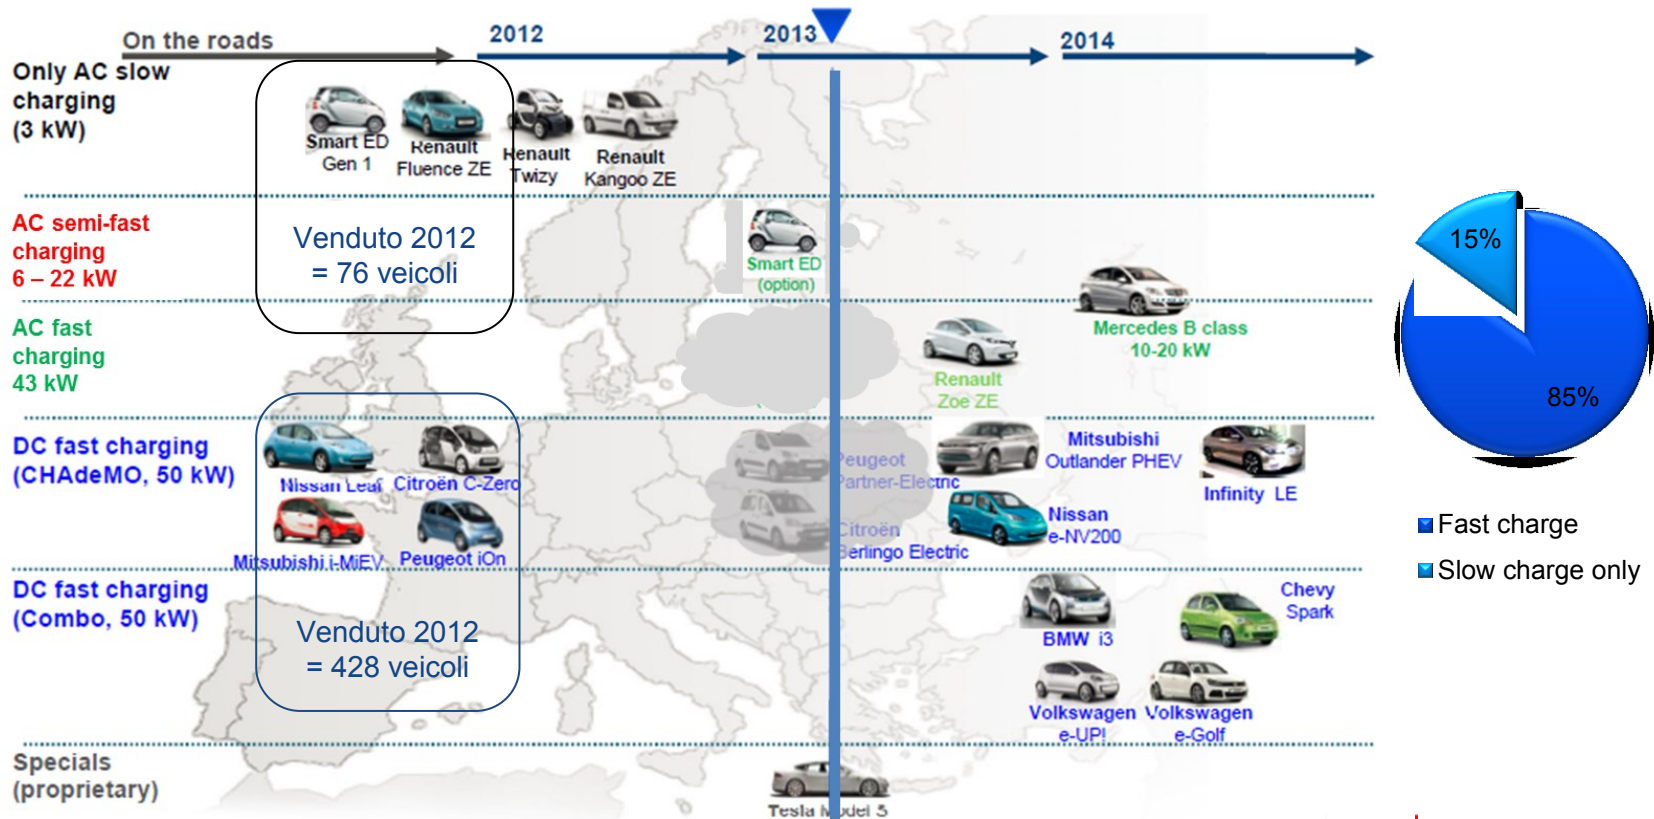 On the roads
2012
2013
2014
Only AC slow
charging
(3 kW)
Smart ED
Gen 1
Renault
Fluence ZE
Renault
Twizy
Renault
Kangoo ZE
AC semi-fast
charging
6 – 22 kW
Venduto 2012
= 76 veicoli
Smart ED
(option)
Mercedes B class
10-20 kW
AC fast
charging
43 kW
Renault
Zoe ZE
DC fast charging
(CHAdeMO, 50 kW)
Nissan Leaf
Citroën C-Zero
Mitsubishi i-MiEV
Peugeot iOn
Peugeot
Partner-Electric
Citroën
Berlingo Electric
Mitsubishi
Outlander PHEV
Nissan
e-NV200
Infinity LE
DC fast charging
(Combo, 50 kW)
Venduto 2012
= 428 veicoli
BMW i3
Chevy
Spark
Volkswagen
e-UP!
Volkswagen
e-Golf
Specials
(proprietary)
Tesla Model S
15%
85%
Fast charge
Slow charge only